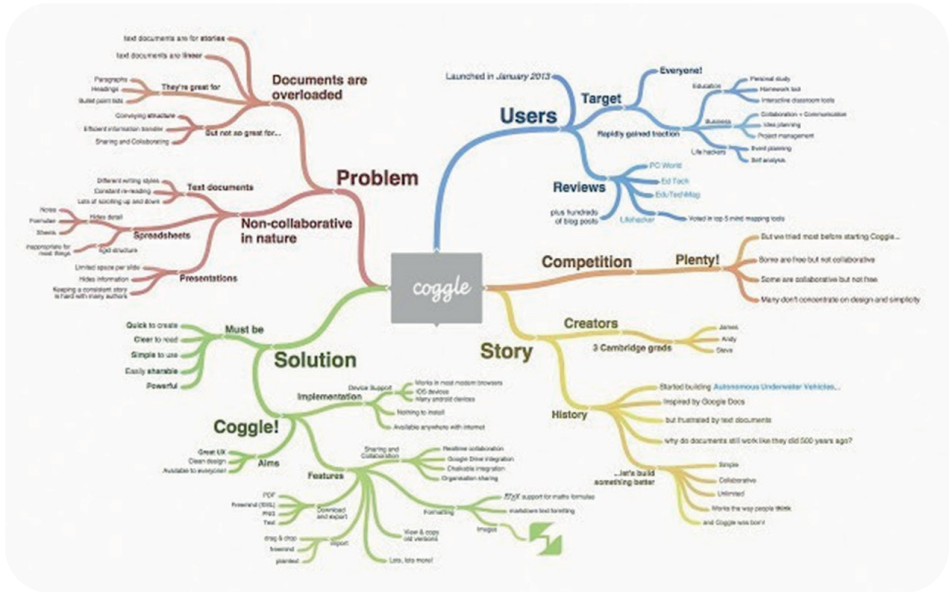 coggle
Problem
Documents are
overloaded
text documents are for stories
text documents are linear
They're great for
Paragraphs
Headings
Bullet point lists
But not so great for...
Conveying structure
Efficient information transfer
Sharing and Collaborating
Non-collaborative
in nature
Text documents
Different writing styles
Constant re-reading
Lots of scrolling up and down
Spreadsheets
Hides detail
Notes
Formulae
Sheets
rigid structure
inappropriate for
most things
Presentations
Limited space per slide
Hides information
Keeping a consistent story
is hard with many authors
Users
Launched in January 2013
Target
Everyone!
Rapidly gained traction
Education
Personal study
Homework tool
Interactive classroom tools
Business
Collaboration + Communication
Idea planning
Project management
Life hackers
Event planning
Self analysis
Reviews
PC World
Ed Tech
EduTechMag
Lifehacker
Voted in top 5 mind mapping tools
plus hundreds
of blog posts
Competition
Plenty!
But we tried most before starting Coggle...
Some are free but not collaborative
Some are collaborative but not free
Many don't concentrate on design and simplicity
Story
Creators
3 Cambridge grads
James
Andy
Steve
History
Started building Autonomous Underwater Vehicles...
Inspired by Google Docs
but frustrated by text documents
why do documents still work like they did 500 years ago?
...let's build
something better
Simple
Collaborative
Unlimited
Works the way people think
and Coggle was born!
Solution
Must be
Quick to create
Clear to read
Simple to use
Easily sharable
Powerful
Coggle!
Implementation
Device Support
Works in most modern browsers
iOS devices
Many android devices
Nothing to install
Available anywhere with internet
Aims
Great UX
Clean design
Available to everyone!
Features
Sharing and
Collaboration
Realtime collaboration
Google Drive integration
Chalkable integration
Organisation sharing
Formatting
LATEX support for maths formulae
markdown text formatting
Images
View & copy
old versions
Lots, lots more!
Download
and export
PDF
Freemind (XML)
PNG
Text
import
drag & drop
freemind
plaintext